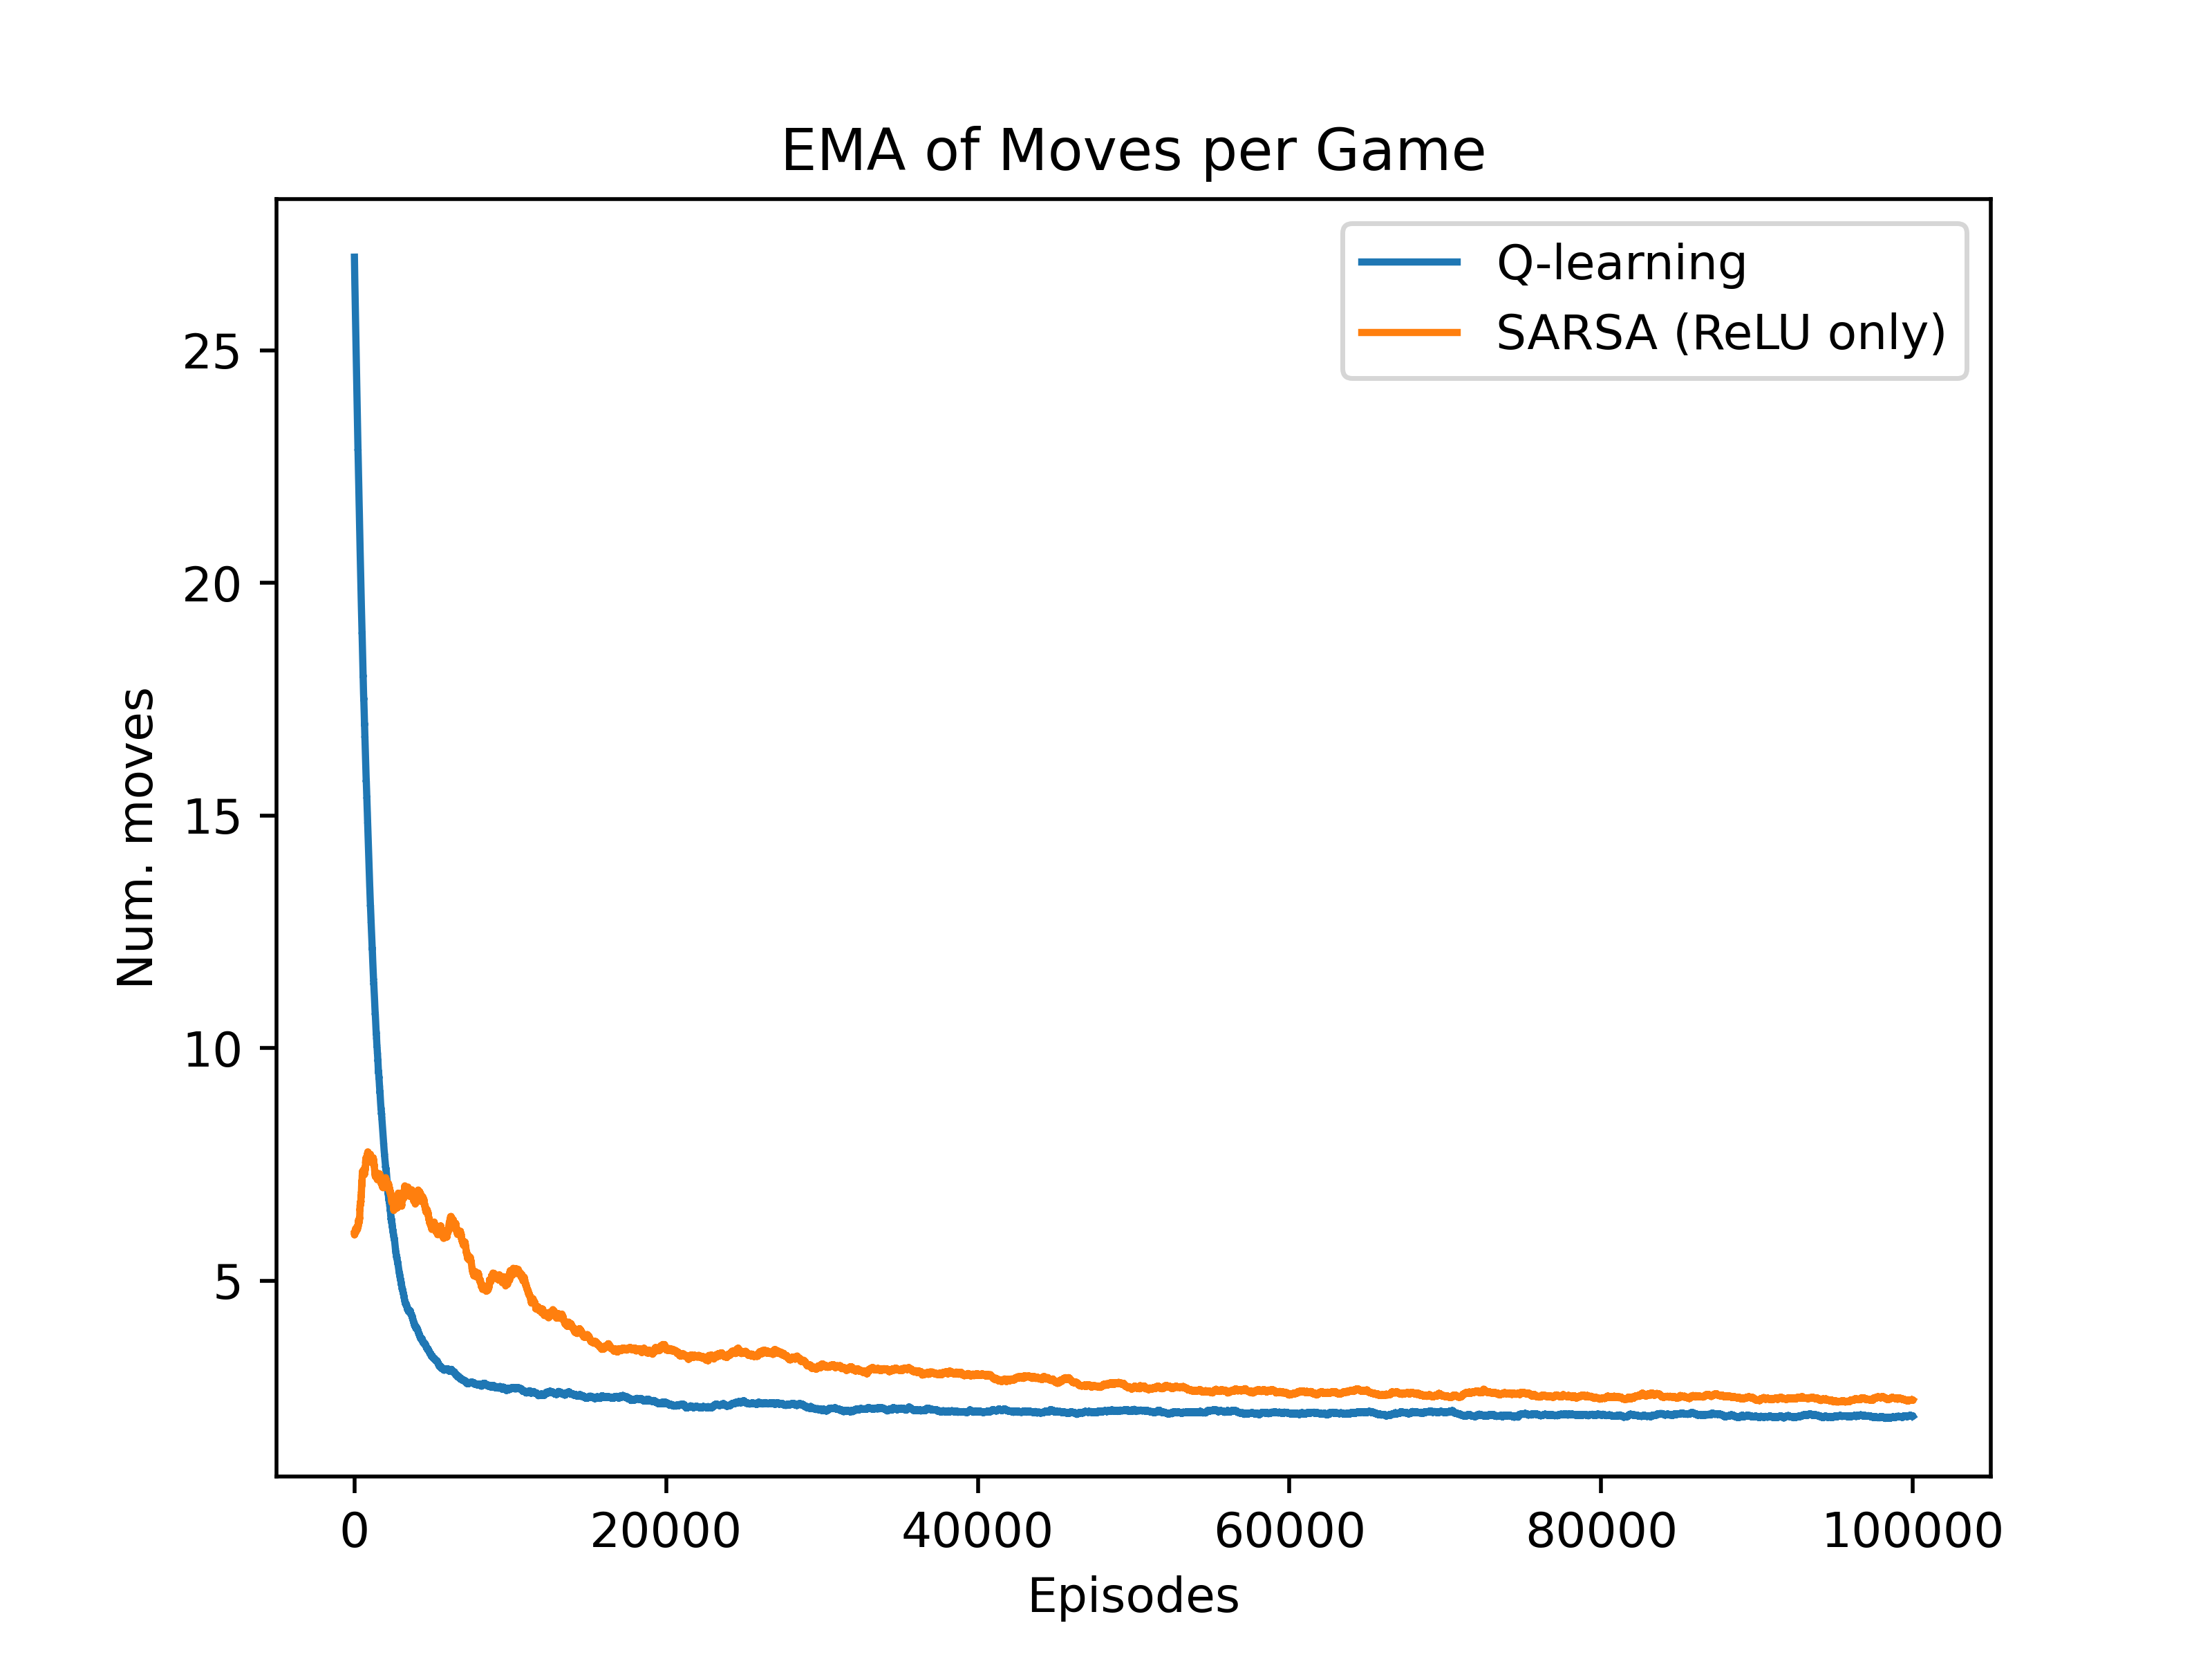 EMA of Moves per Game
Q-learning
SARSA (ReLU only)
25
20
15
10
5
Num. moves
0 20000 40000 60000 80000 100000
Episodes